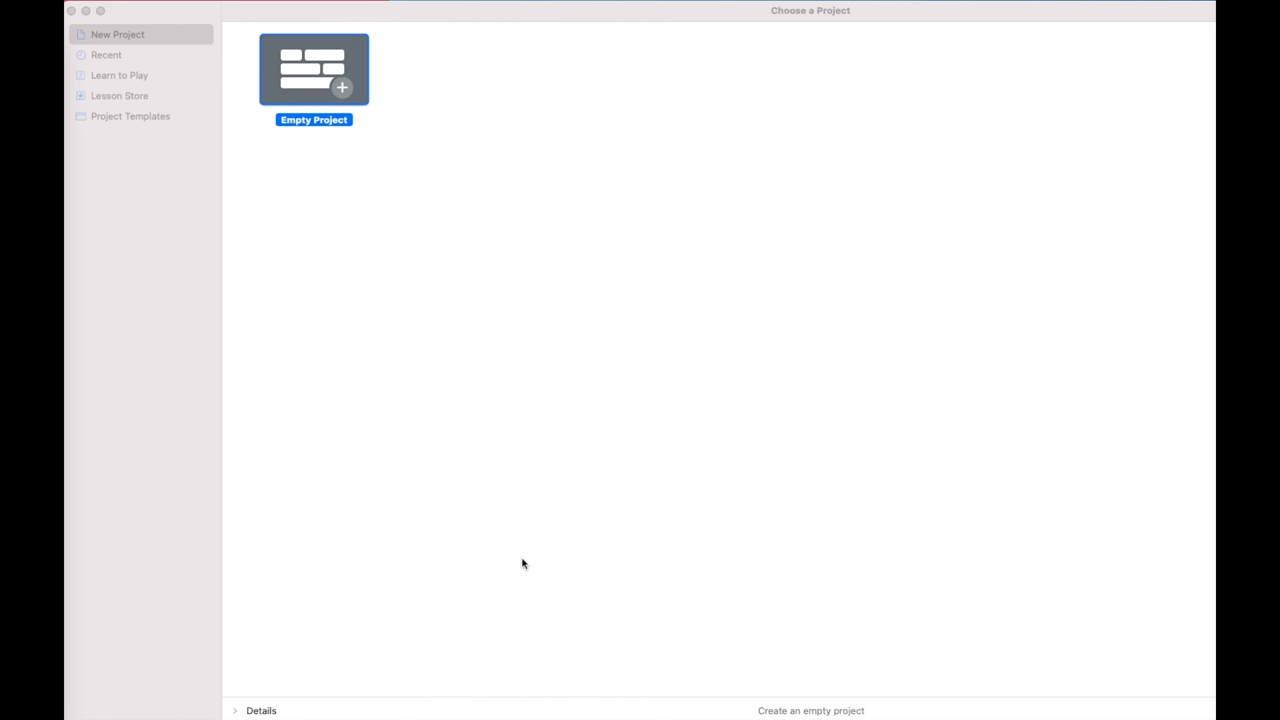 Choose a Project
New Project
Recent
Learn to Play
Lesson Store
Project Templates
Empty Project
Details
Create an empty project